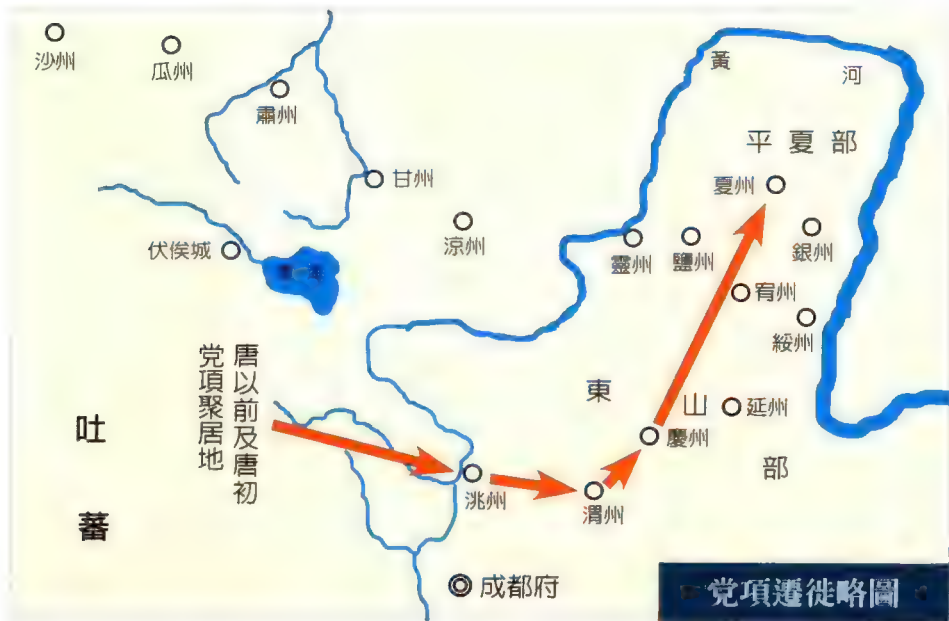 沙州
瓜州
肅州
甘州
涼州
伏俟城
黃河
平夏部
夏州
銀州
靈州
鹽州
宥州
綏州
唐以前及唐初
党項聚居地
吐蕃
東山部
延州
慶州
洮州
渭州
成都府
党項遷徙略圖